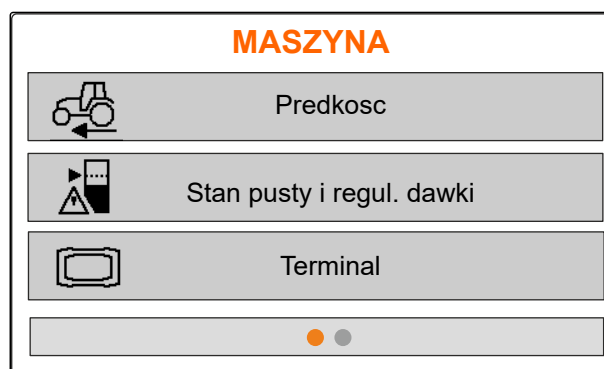 MASZYNA
Predkosc
Stan pusty i regul. dawki
Terminal